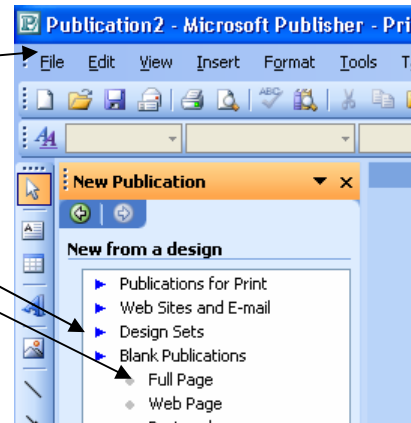 Publication2 - Microsoft Publisher - Pri
File Edit View Insert Format Tools T
New Publication
New from a design
Publications for Print
Web Sites and E-mail
Design Sets
Blank Publications
Full Page
Web Page